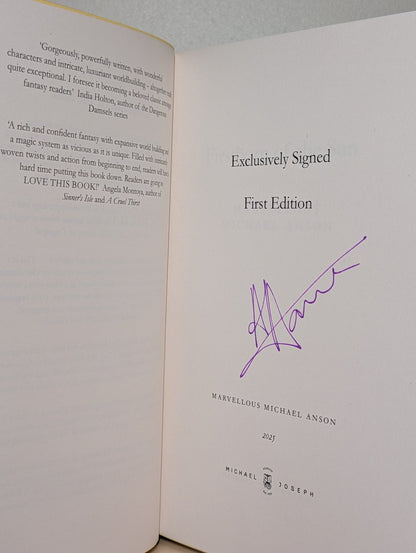 'Gorgeously, powerfully written, with wonderful
characters and intricate, luxuriant worldbuilding – altogether
quite exceptional. I foresee it becoming a beloved classic among
fantasy readers' India Holton, author of the Dangerous
Damsels series
'A rich and confident fantasy with expansive world building and
a magic system as vicious as it is unique. Filled with intricately
woven twists and action from beginning to end, readers will have a
hard time putting this book down. Readers are going to
LOVE THIS BOOK!' Angela Montoya, author of
Sinner's Isle and A Cruel Thirst
Exclusively Signed
First Edition
MARVELLOUS MICHAEL ANSON
2025
MICHAEL JOSEPH